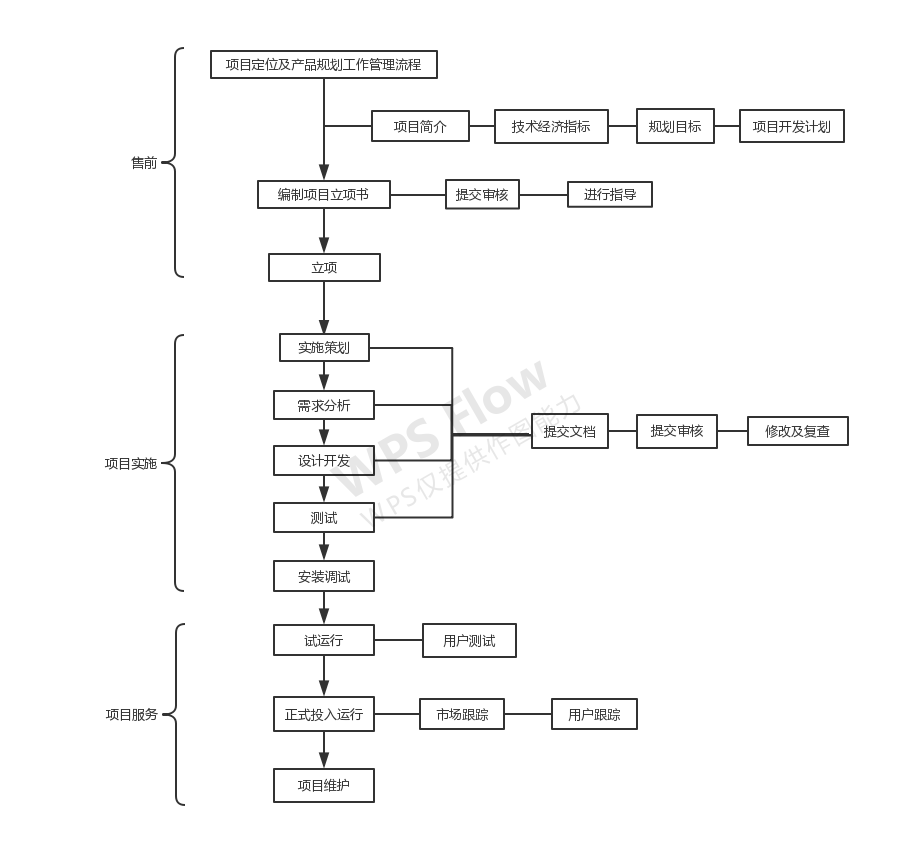 项目定位及产品规划工作管理流程
项目简介
技术经济指标
规划目标
项目开发计划
售前
编制项目立项书
提交审核
进行指导
立项
实施策划
需求分析
提交文档
提交审核
修改及复查
设计开发
项目实施
测试
安装调试
试运行
用户测试
项目服务
正式投入运行
市场跟踪
用户跟踪
项目维护
WPS Flow
WPS仅提供作图能力